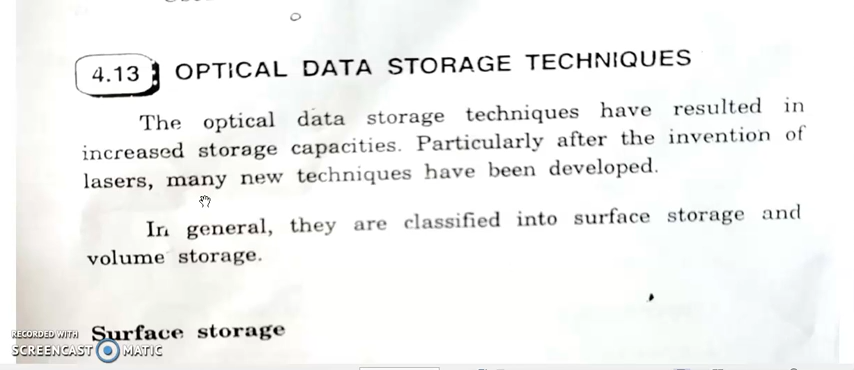 4.13 OPTICAL DATA STORAGE TECHNIQUES
The optical data storage techniques have resulted in
increased storage capacities. Particularly after the invention of
lasers, many new techniques have been developed.
In general, they are classified into surface storage and
volume storage.
Surface storage
RECORDED WITH
SCREENCAST MATIC